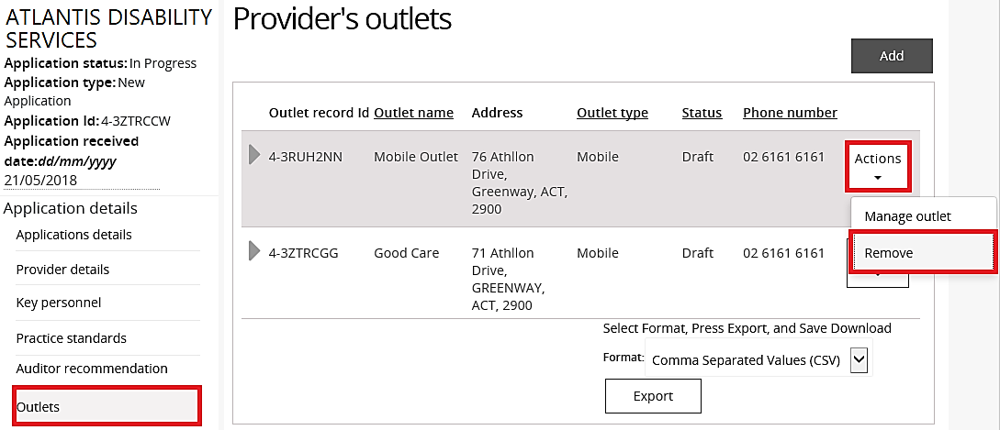 ATLANTIS DISABILITY
SERVICES
Application status: In Progress
Application type: New
Application
Application Id: 4-3ZTRCCW
Application received
date:dd/mm/yyyy
21/05/2018
Application details
Applications details
Provider details
Key personnel
Practice standards
Auditor recommendation
Outlets
Provider's outlets
Add
Outlet record Id Outlet name Address Outlet type Status Phone number
4-3RUH2NN Mobile Outlet 76 Athllon Mobile Draft 02 6161 6161 Actions
Drive,
Greenway, ACT,
2900
Manage outlet
Remove
4-3ZTRCGG Good Care 71 Athllon Mobile Draft 02 6161 6161
Drive,
GREENWAY,
ACT, 2900
Select Format, Press Export, and Save Download
Format: Comma Separated Values (CSV)
Export